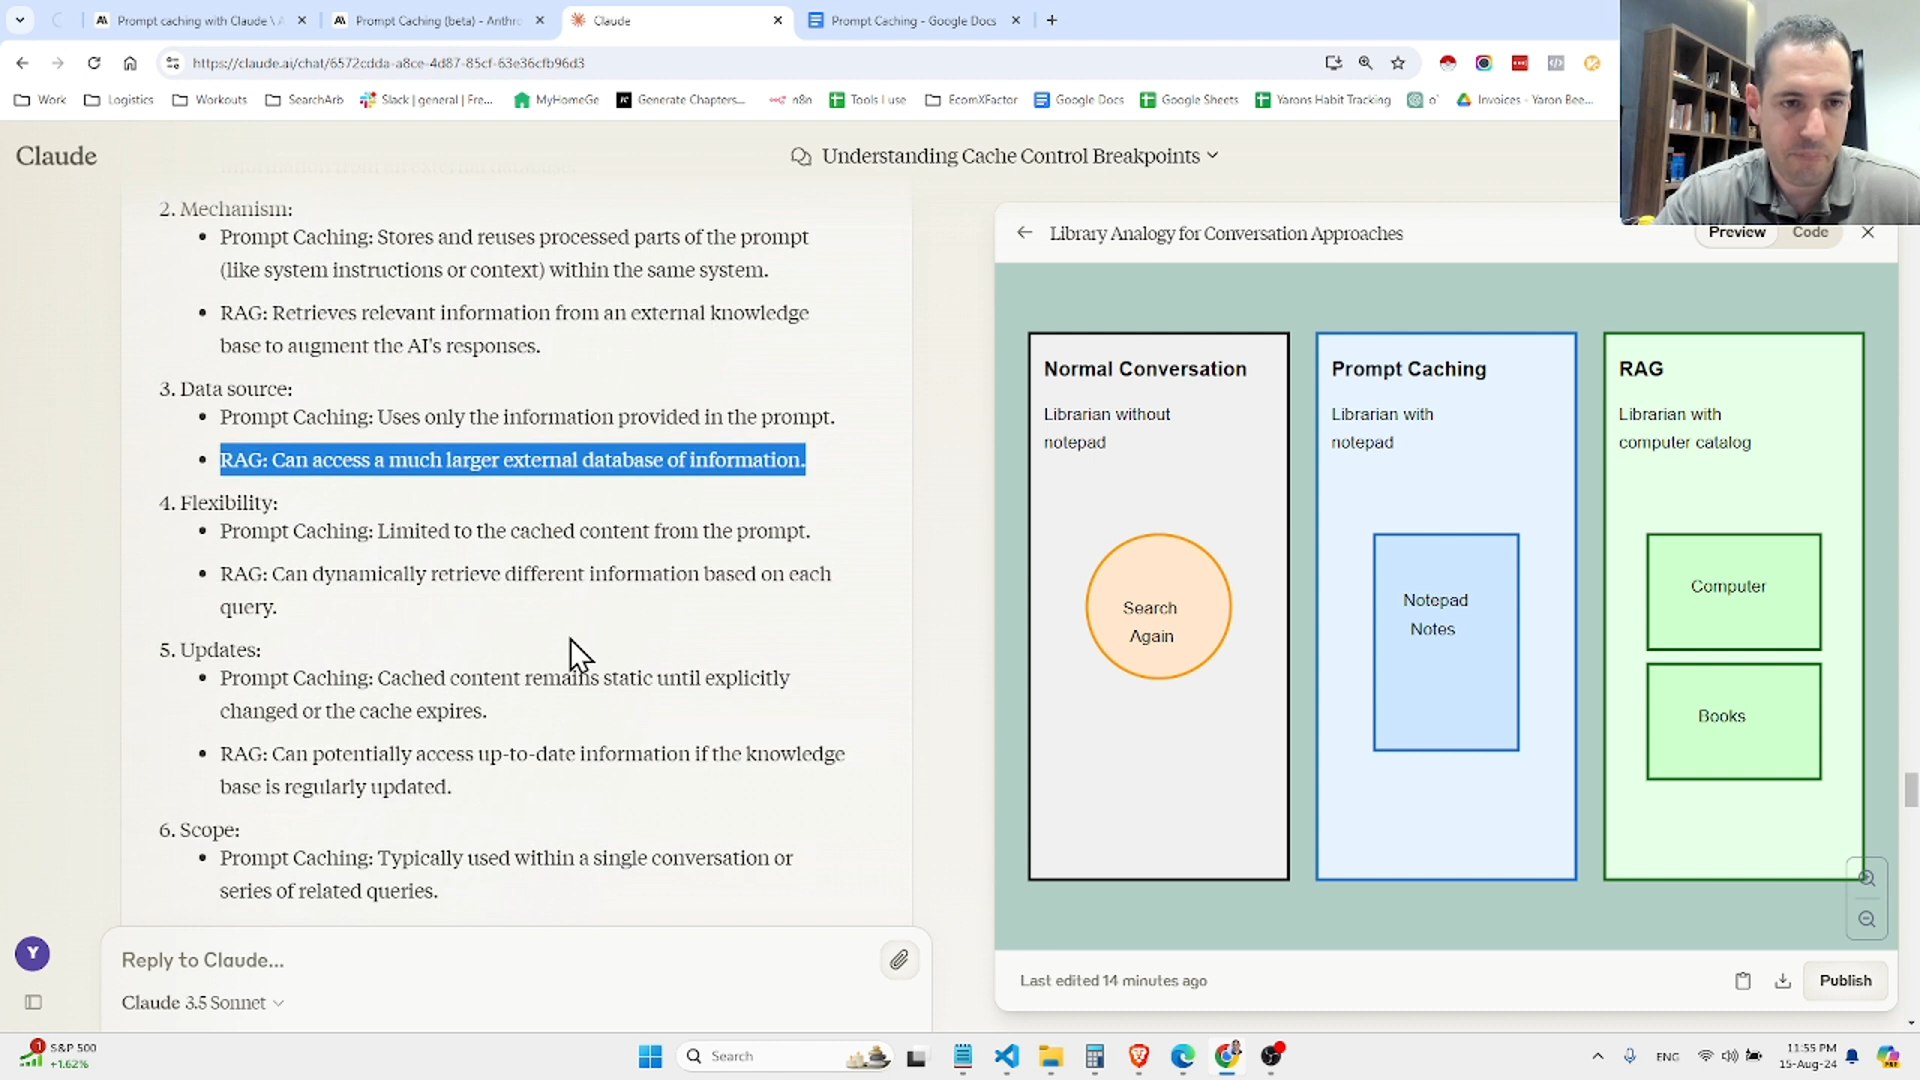 Prompt caching with Claude \ A
Prompt Caching (beta) - Anthro
Claude
Prompt Caching - Google Docs
https://claude.ai/chat/6572cdda-a8ce-4d87-85cf-63e36cfb96d3
Work
Logistics
Workouts
SearchArb
Slack | general | Fre...
MyHomeGe
Generate Chapters...
n8n
Tools I use
EcomXFactor
Google Docs
Google Sheets
Yarons Habit Tracking
o'
Invoices - Yaron Bee...
Claude
Understanding Cache Control Breakpoints
information from an external database.
2. Mechanism:
• Prompt Caching: Stores and reuses processed parts of the prompt
(like system instructions or context) within the same system.
• RAG: Retrieves relevant information from an external knowledge
base to augment the AI's responses.
3. Data source:
• Prompt Caching: Uses only the information provided in the prompt.
• RAG: Can access a much larger external database of information.
4. Flexibility:
• Prompt Caching: Limited to the cached content from the prompt.
• RAG: Can dynamically retrieve different information based on each
query.
5. Updates:
• Prompt Caching: Cached content remains static until explicitly
changed or the cache expires.
• RAG: Can potentially access up-to-date information if the knowledge
base is regularly updated.
6. Scope:
• Prompt Caching: Typically used within a single conversation or
series of related queries.
Y
Reply to Claude...
Claude 3.5 Sonnet
Library Analogy for Conversation Approaches
Preview
Code
Normal Conversation
Librarian without
notepad
Search
Again
Prompt Caching
Librarian with
notepad
Notepad
Notes
RAG
Librarian with
computer catalog
Computer
Books
Last edited 14 minutes ago
Publish
1
S&P 500
+1.62%
Search
ENG
11:55 PM
15-Aug-24